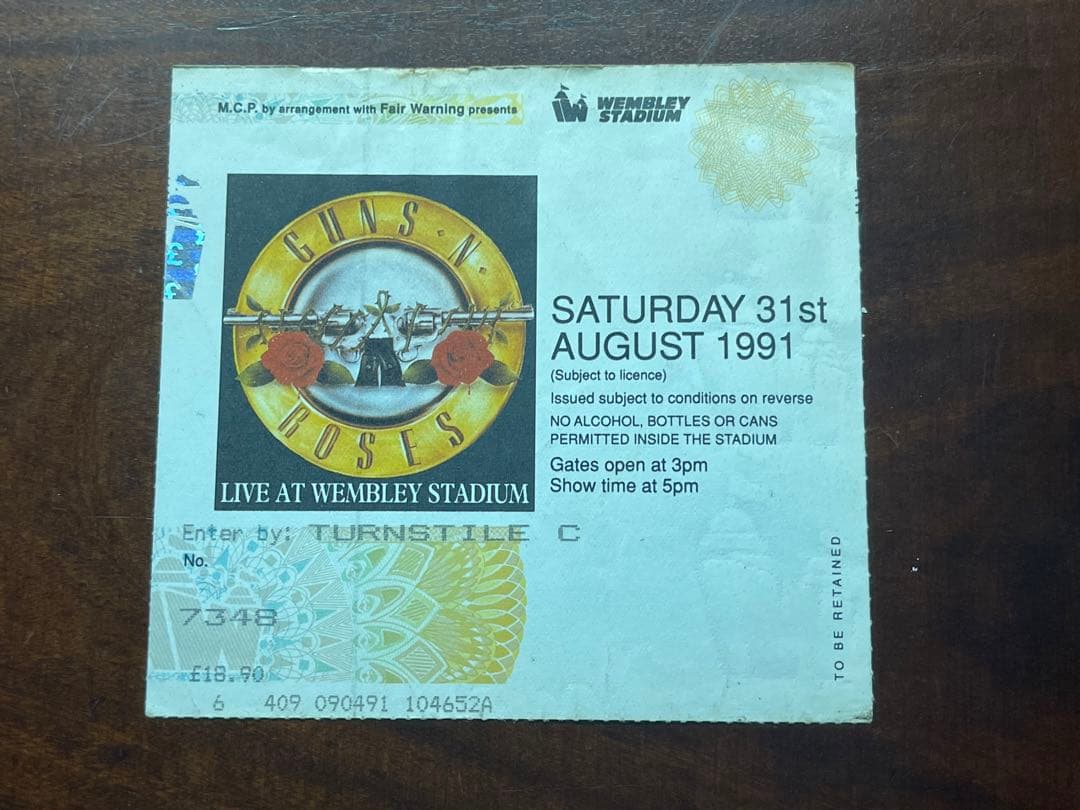 M.C.P. by arrangement with Fair Warning presents
WEMBLEY
STADIUM
GUNS · N ·
ROSES
LIVE AT WEMBLEY STADIUM
SATURDAY 31st
AUGUST 1991
(Subject to licence)
Issued subject to conditions on reverse
NO ALCOHOL, BOTTLES OR CANS
PERMITTED INSIDE THE STADIUM
Gates open at 3pm
Show time at 5pm
Enter by: TURNSTILE C
No.
7348
£18.90
6 409 090491 104652A
TO BE RETAINED